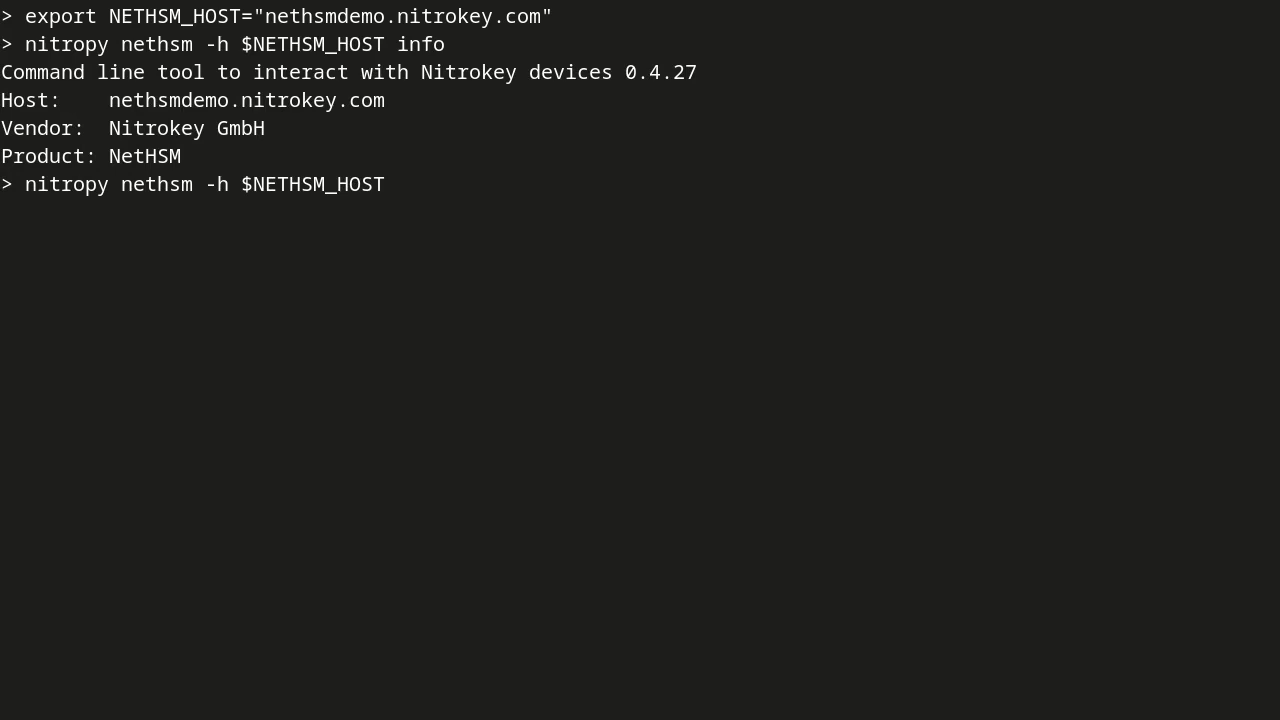 > export NETHSM_HOST="nethsmdemo.nitrokey.com"
> nitropy nethsm -h $NETHSM_HOST info
Command line tool to interact with Nitrokey devices 0.4.27
Host:    nethsmdemo.nitrokey.com
Vendor:  Nitrokey GmbH
Product: NetHSM
> nitropy nethsm -h $NETHSM_HOST